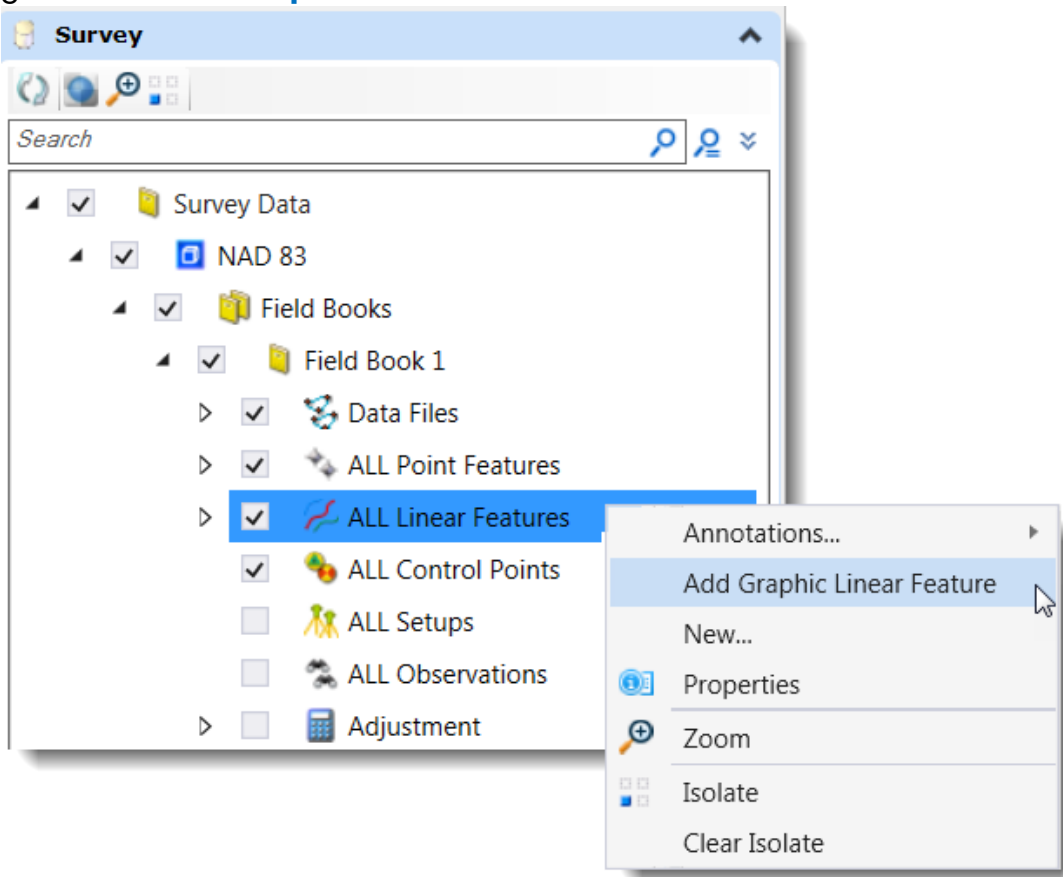 Survey
Search
Survey Data
NAD 83
Field Books
Field Book 1
Data Files
ALL Point Features
ALL Linear Features
ALL Control Points
ALL Setups
ALL Observations
Adjustment
Annotations...
Add Graphic Linear Feature
New...
Properties
Zoom
Isolate
Clear Isolate